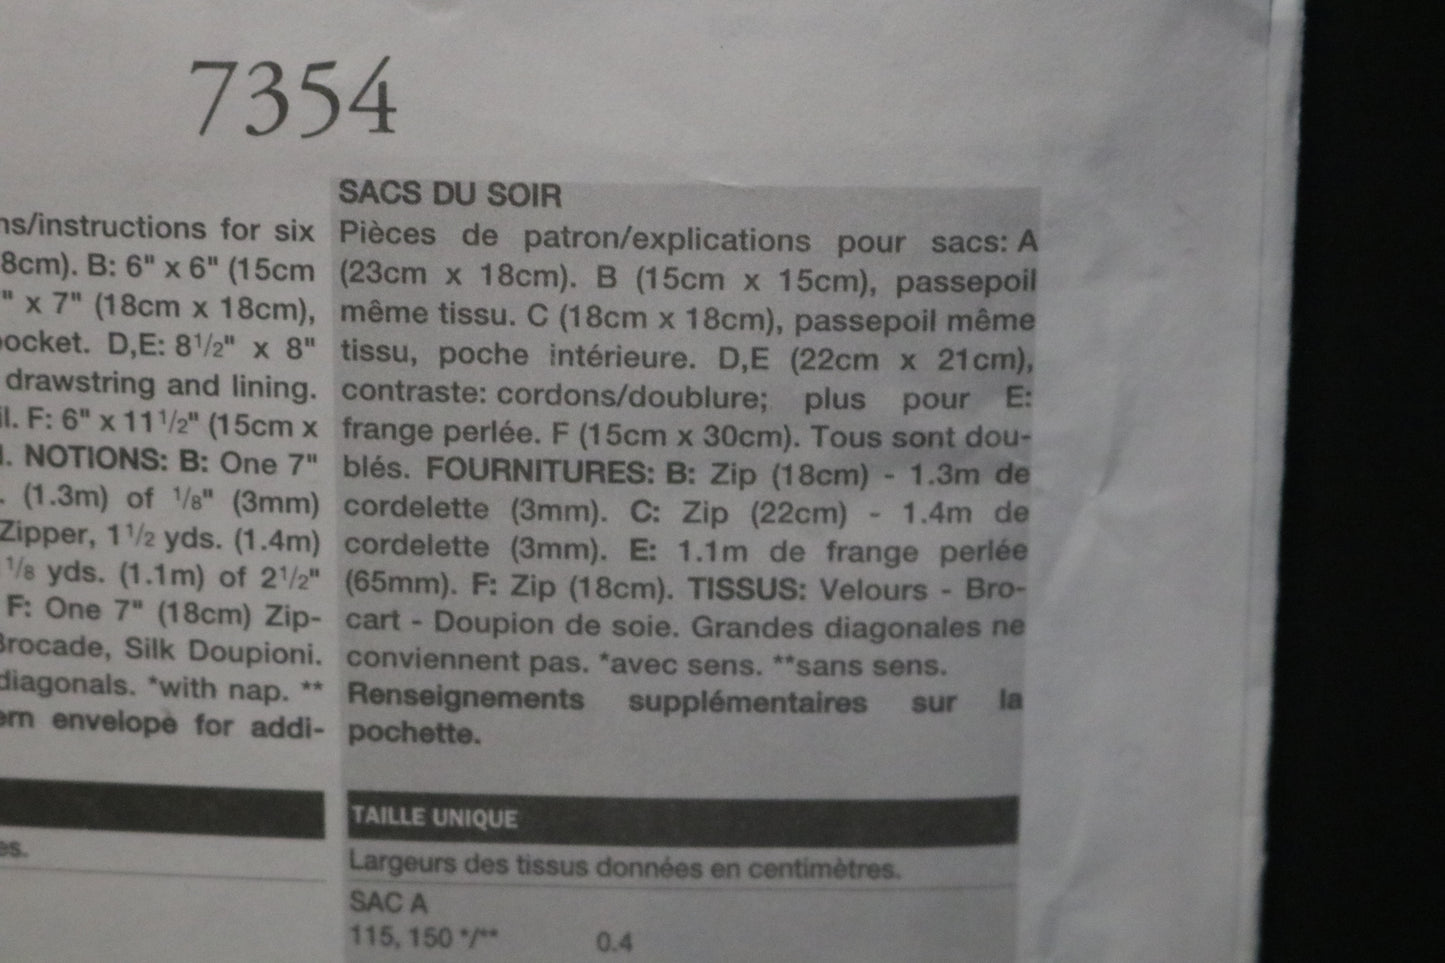 7354
ns/instructions for six
8cm). B: 6" x 6" (15cm
" x 7" (18cm x 18cm),
ocket. D,E: 8½" x 8"
drawstring and lining.
l. F: 6" x 11½" (15cm x
l. NOTIONS: B: One 7"
. (1.3m) of ⅛" (3mm)
Zipper, 1½ yds. (1.4m)
⅛ yds. (1.1m) of 2½"
F: One 7" (18cm) Zip-
Brocade, Silk Doupioni.
diagonals. *with nap. **
ern envelope for addi-
es.
SACS DU SOIR
Pièces de patron/explications pour sacs: A
(23cm x 18cm). B (15cm x 15cm), passepoil
même tissu. C (18cm x 18cm), passepoil même
tissu, poche intérieure. D,E (22cm x 21cm),
contraste: cordons/doublure; plus pour E:
frange perlée. F (15cm x 30cm). Tous sont dou-
blés. FOURNITURES: B: Zip (18cm) - 1.3m de
cordelette (3mm). C: Zip (22cm) - 1.4m de
cordelette (3mm). E: 1.1m de frange perlée
(65mm). F: Zip (18cm). TISSUS: Velours - Bro-
cart - Doupion de soie. Grandes diagonales ne
conviennent pas. *avec sens. **sans sens.
Renseignements supplémentaires sur la
pochette.
TAILLE UNIQUE
Largeurs des tissus données en centimètres.
SAC A
115, 150 */** 0.4